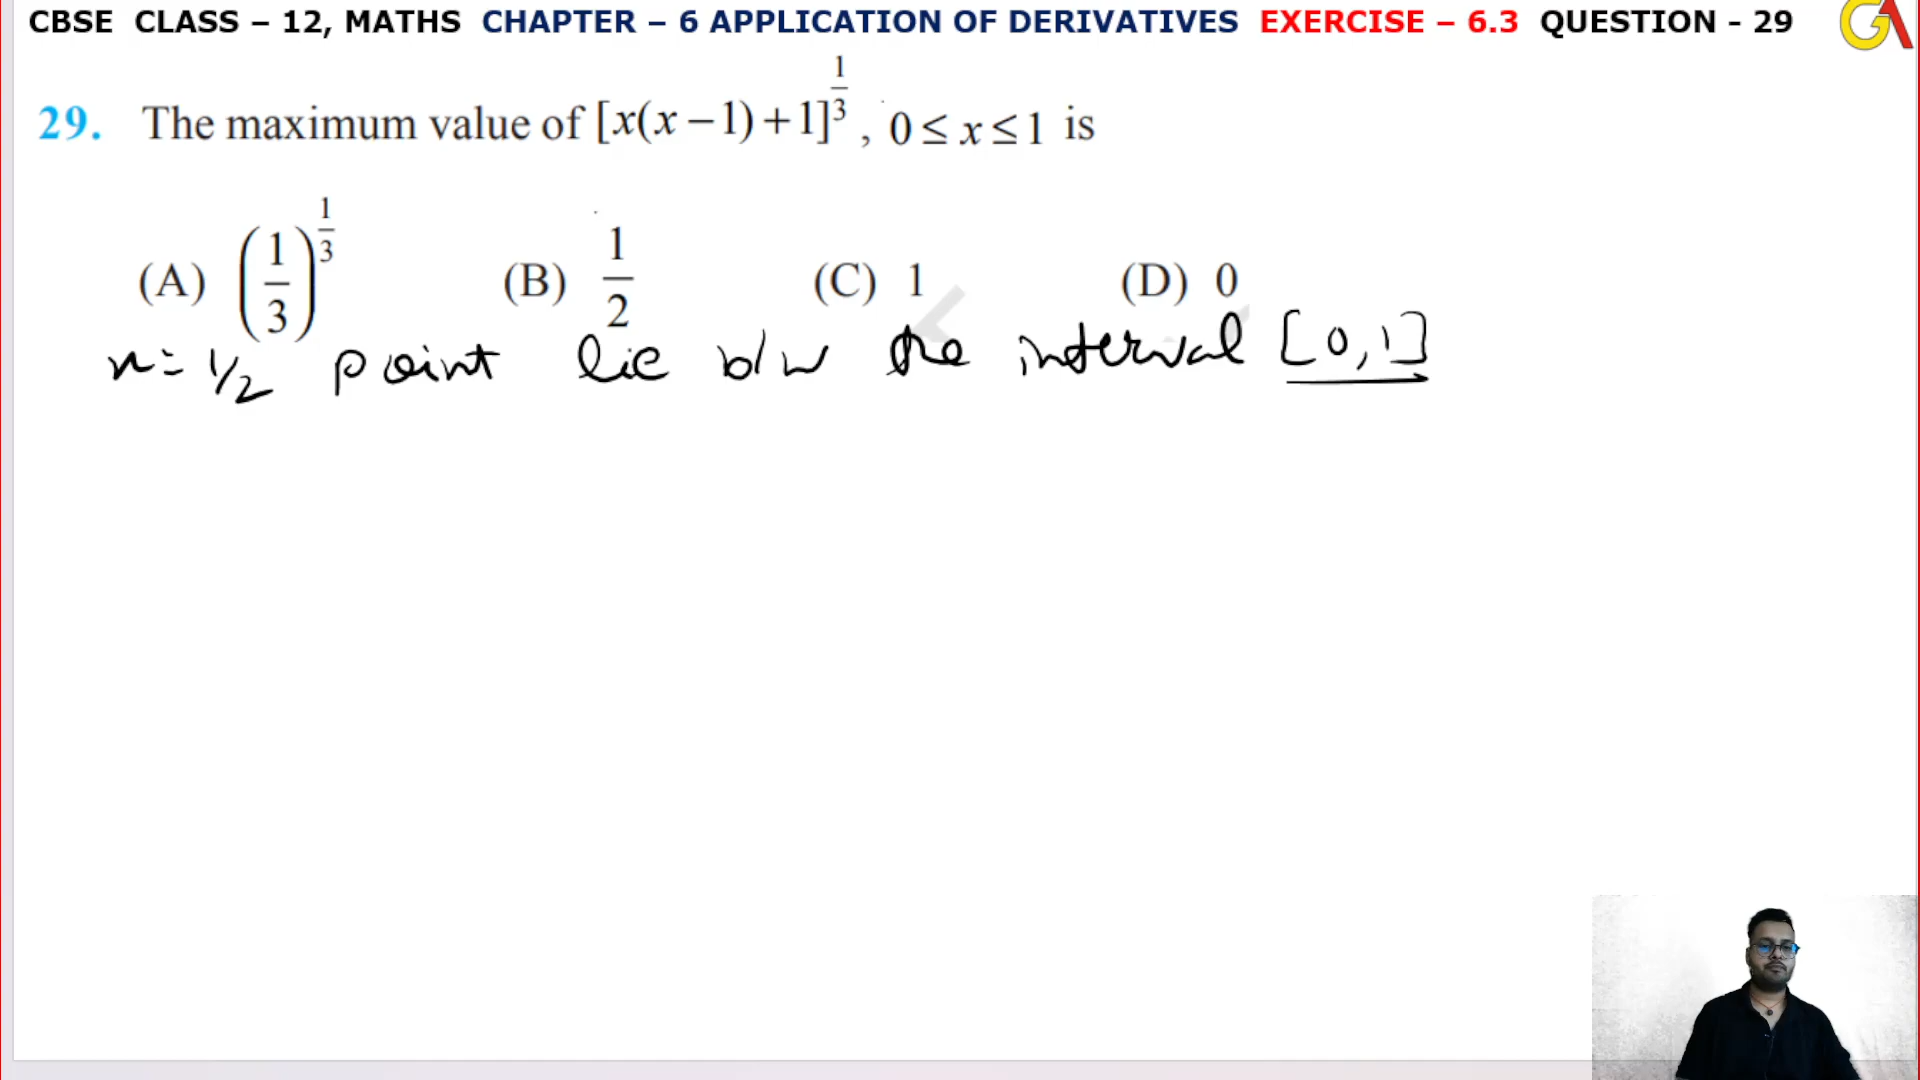 CBSE CLASS – 12, MATHS CHAPTER – 6 APPLICATION OF DERIVATIVES EXERCISE – 6.3 QUESTION - 29
29. The maximum value of [x(x−1)+1]^(1/3), 0≤x≤1 is
(A) (1/3)^(1/3) (B) 1/2 (C) 1 (D) 0
x = 1/2 point lie b/w the interval [0,1]